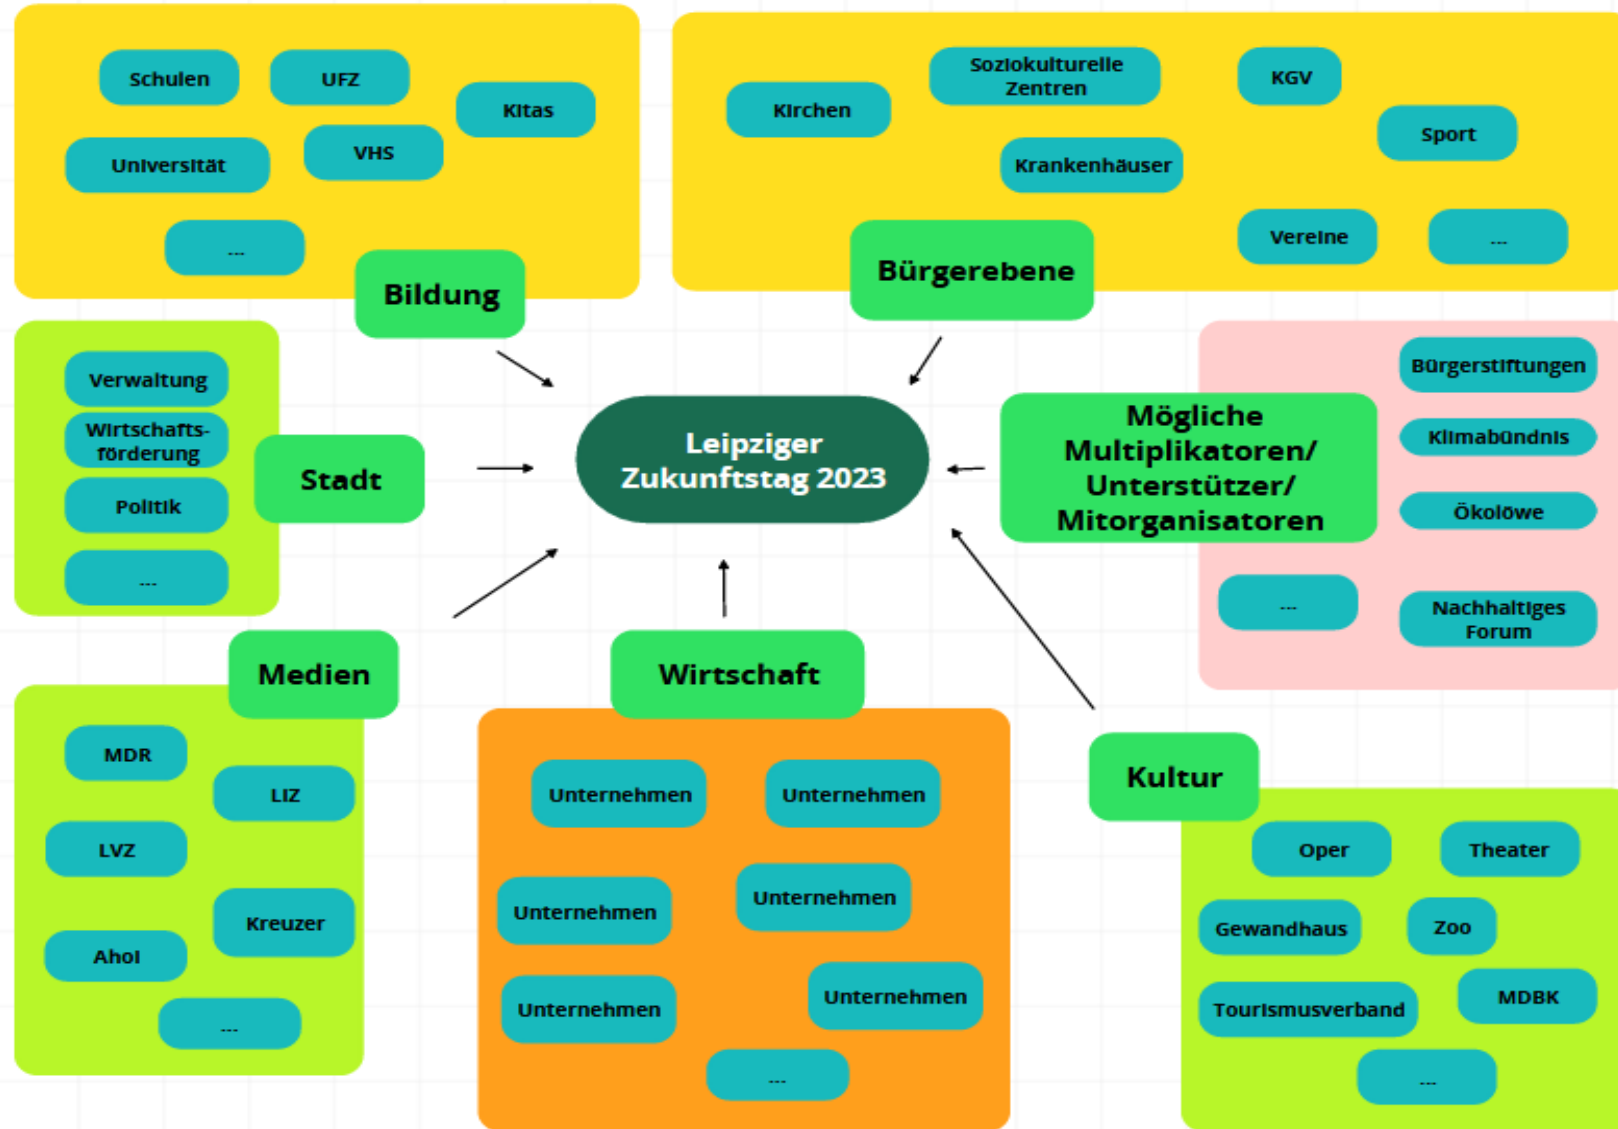 Schulen
UFZ
Kitas
Universität
VHS
...
Bildung
Kirchen
Soziokulturelle
Zentren
KGV
Sport
Krankenhäuser
Vereine
...
Bürgerebene
Verwaltung
Wirtschafts-
förderung
Politik
...
Stadt
Leipziger
Zukunftstag 2023
Mögliche
Multiplikatoren/
Unterstützer/
Mitorganisatoren
Bürgerstiftungen
Klimabündnis
Ökolöwe
...
Nachhaltiges
Forum
Medien
MDR
LIZ
LVZ
Kreuzer
Ahoi
...
Wirtschaft
Unternehmen
Unternehmen
Unternehmen
Unternehmen
Unternehmen
Unternehmen
...
Kultur
Oper
Theater
Gewandhaus
Zoo
Tourismusverband
MDBK
...